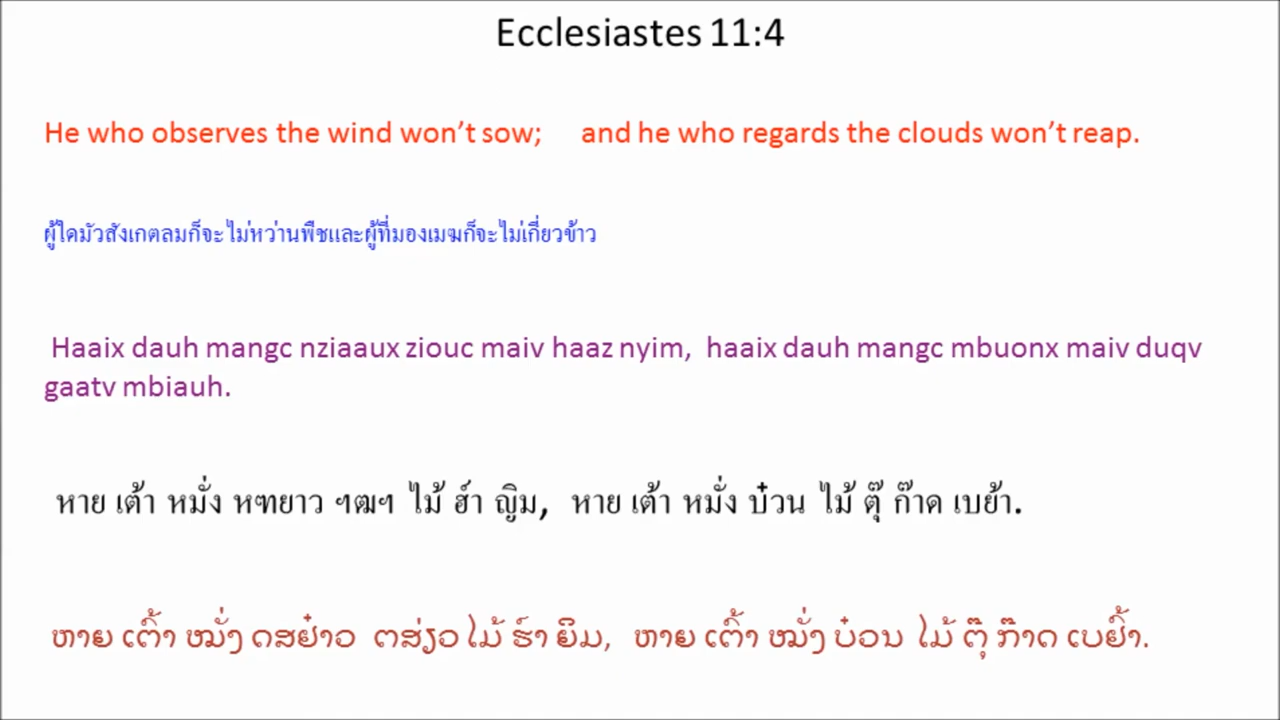 Ecclesiastes 11:4
He who observes the wind won’t sow; and he who regards the clouds won’t reap.
ผู้ใดมัวสังเกตลมก็จะไม่หว่านพืชและผู้ที่มองเมฆก็จะไม่เกี่ยวข้าว
Haaix dauh mangc nziaaux ziouc maiv haaz nyim, haaix dauh mangc mbuonx maiv duqv
gaatv mbiauh.
หาย เต้า หมั่ง หฑยาว ฯฒฯ ไม้ ฮ์า ญิม, หาย เต้า หมั่ง บ๋วน ไม้ ตุ๊ ก๊าด เบย้า.
ຫາຍ ເຕົ້າ ໝັ່ງ ດສຢ໋າວ ຕສ່ຽວ ໄມ້ ຮ໌າ ຍິມ, ຫາຍ ເຕົ້າ ໝັ່ງ ບ໋ວນ ໄມ້ ຕຸ໊ ກ໊າດ ເບຢົ້າ.